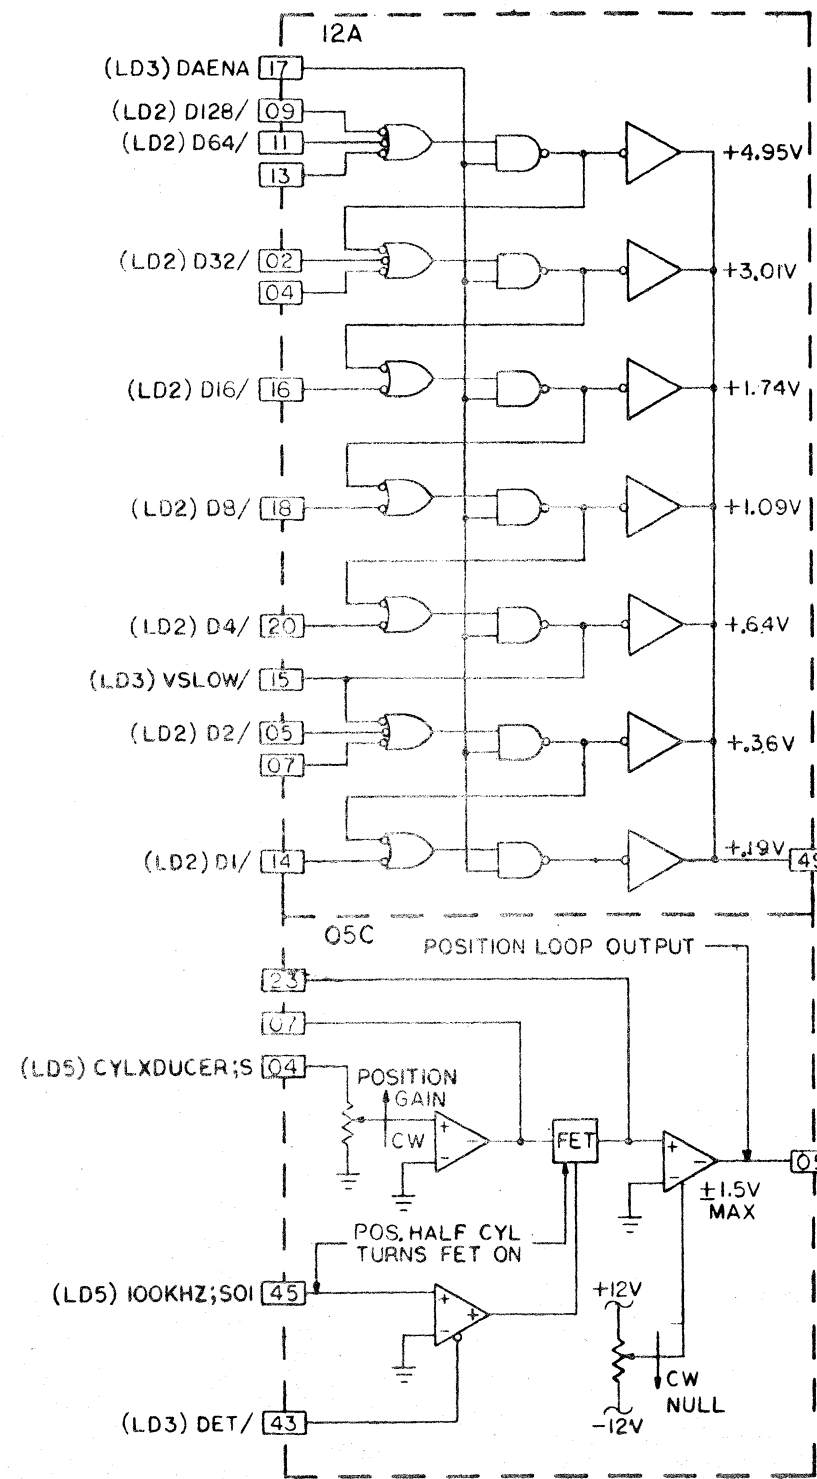 12A
(LD3) DAENA 17
(LD2) D128/ 09
(LD2) D64/ 11
13
+4.95V
(LD2) D32/ 02
+3.01V
04
(LD2) D16/ 16
+1.74V
(LD2) D8/ 18
+1.09V
(LD2) D4/ 20
+.64V
(LD3) VSLOW/ 15
(LD2) D2/ 05
+.36V
07
(LD2) D1/ 14
+.19V
05C
POSITION LOOP OUTPUT
23
07
(LD5) CYLXDUCER;S 04
POSITION
GAIN
CW
+
-
-
FET
+
-
-
±1.5V
MAX
POS. HALF CYL
TURNS FET ON
(LD5) 100KHZ;S01 45
+
-
+
+12V
CW
NULL
-12V
(LD3) DET/ 43